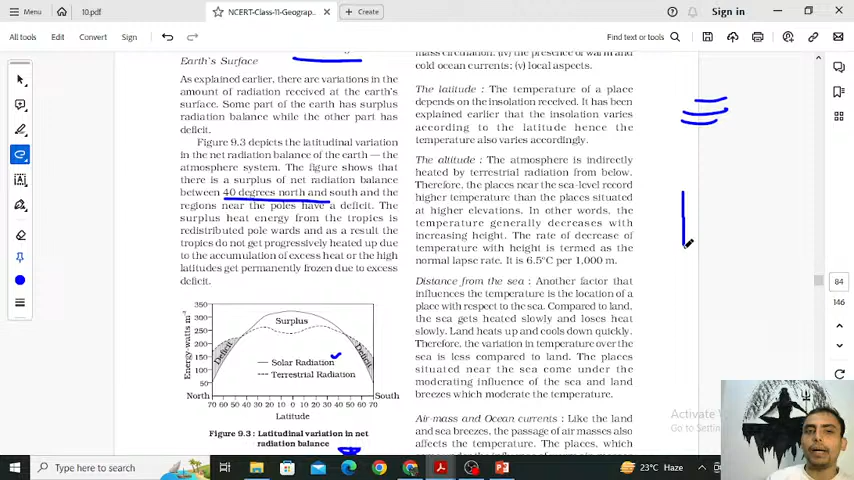 Menu
10.pdf
NCERT-Class-11-Geograp...
Create
Sign in
All tools
Edit
Convert
Sign
Find text or tools
Earth's Surface
As explained earlier, there are variations in the
amount of radiation received at the earth's
surface. Some part of the earth has surplus
radiation balance while the other part has
deficit.
Figure 9.3 depicts the latitudinal variation
in the net radiation balance of the earth — the
atmosphere system. The figure shows that
there is a surplus of net radiation balance
between 40 degrees north and south and the
regions near the poles have a deficit. The
surplus heat energy from the tropics is
redistributed pole wards and as a result the
tropics do not get progressively heated up due
to the accumulation of excess heat or the high
latitudes get permanently frozen due to excess
deficit.
Energy-watts m⁻²
350
300
250
200
150
100
50
Surplus
Deficit
Deficit
Solar Radiation
Terrestrial Radiation
North
South
70 60 50 40 30 20 10 0 10 20 30 40 50 60 70
Latitude
Figure 9.3 : Latitudinal variation in net
radiation balance
mass circulation; (iv) the presence of warm and
cold ocean currents; (v) local aspects.
The latitude : The temperature of a place
depends on the insolation received. It has been
explained earlier that the insolation varies
according to the latitude hence the
temperature also varies accordingly.
The altitude : The atmosphere is indirectly
heated by terrestrial radiation from below.
Therefore, the places near the sea-level record
higher temperature than the places situated
at higher elevations. In other words, the
temperature generally decreases with
increasing height. The rate of decrease of
temperature with height is termed as the
normal lapse rate. It is 6.5°C per 1,000 m.
Distance from the sea : Another factor that
influences the temperature is the location of a
place with respect to the sea. Compared to land,
the sea gets heated slowly and loses heat
slowly. Land heats up and cools down quickly.
Therefore, the variation in temperature over the
sea is less compared to land. The places
situated near the sea come under the
moderating influence of the sea and land
breezes which moderate the temperature.
Air-mass and Ocean currents : Like the land
and sea breezes, the passage of air masses also
affects the temperature. The places, which
84
146
Activate
Go to Setting
Type here to search
23°C Haze